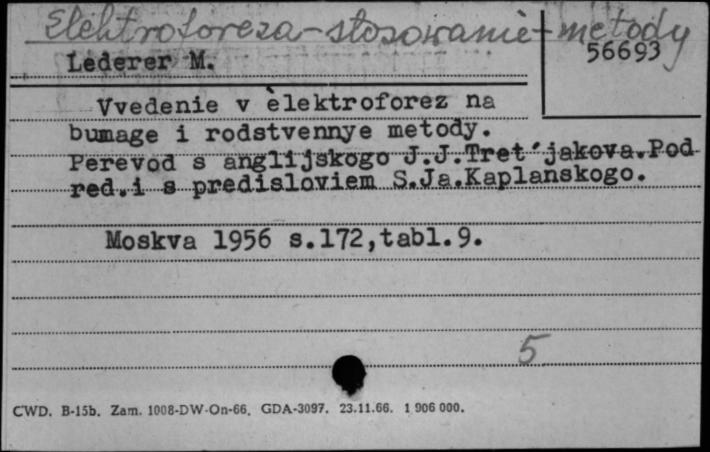 Elektroforeza - stosowanie + metody
56693
Lederer M.
Vvedenie v èlektroforez na
bumage i rodstvennye metody.
Perevod s anglijskogo J.J.Tret´jakova.Pod
red.i s predisloviem S.Ja.Kaplanskogo.
Moskva 1956 s.172,tabl.9.
5
CWD. B-15b. Zam. 1008-DW-On-66. GDA-3097. 23.11.66. 1 906 000.